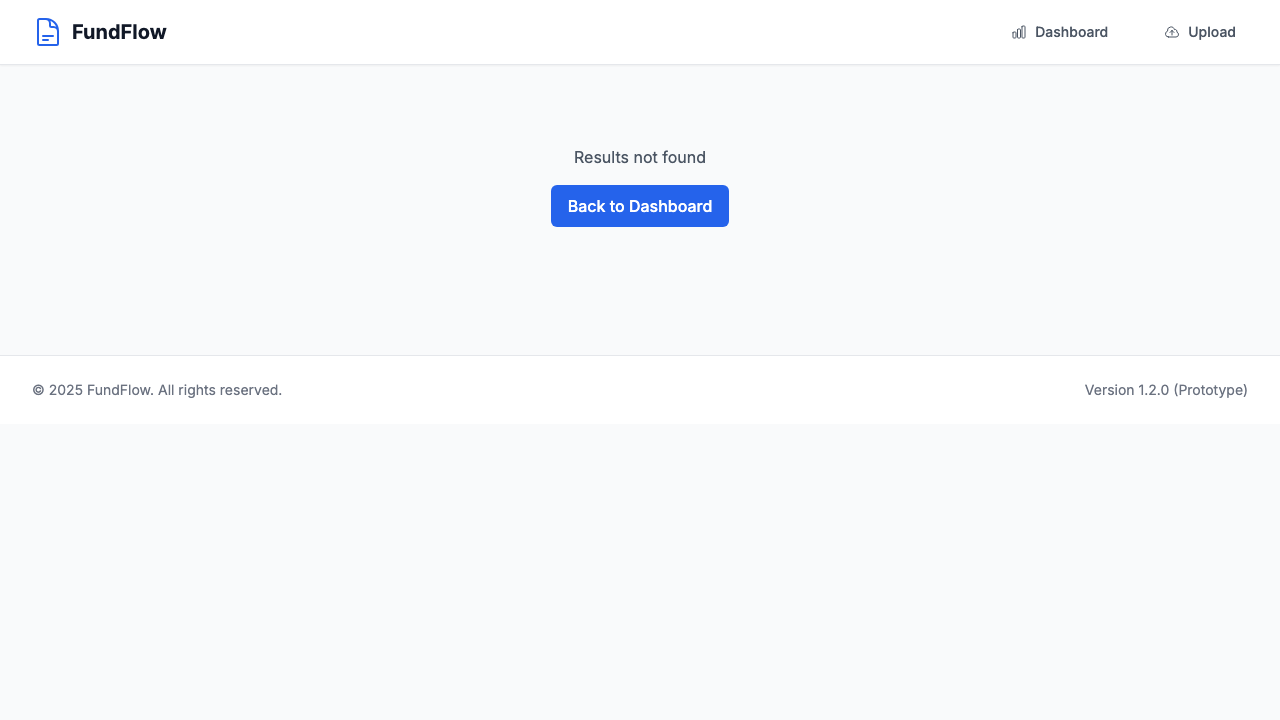 FundFlow
Dashboard
Upload
Results not found
Back to Dashboard
© 2025 FundFlow. All rights reserved.
Version 1.2.0 (Prototype)